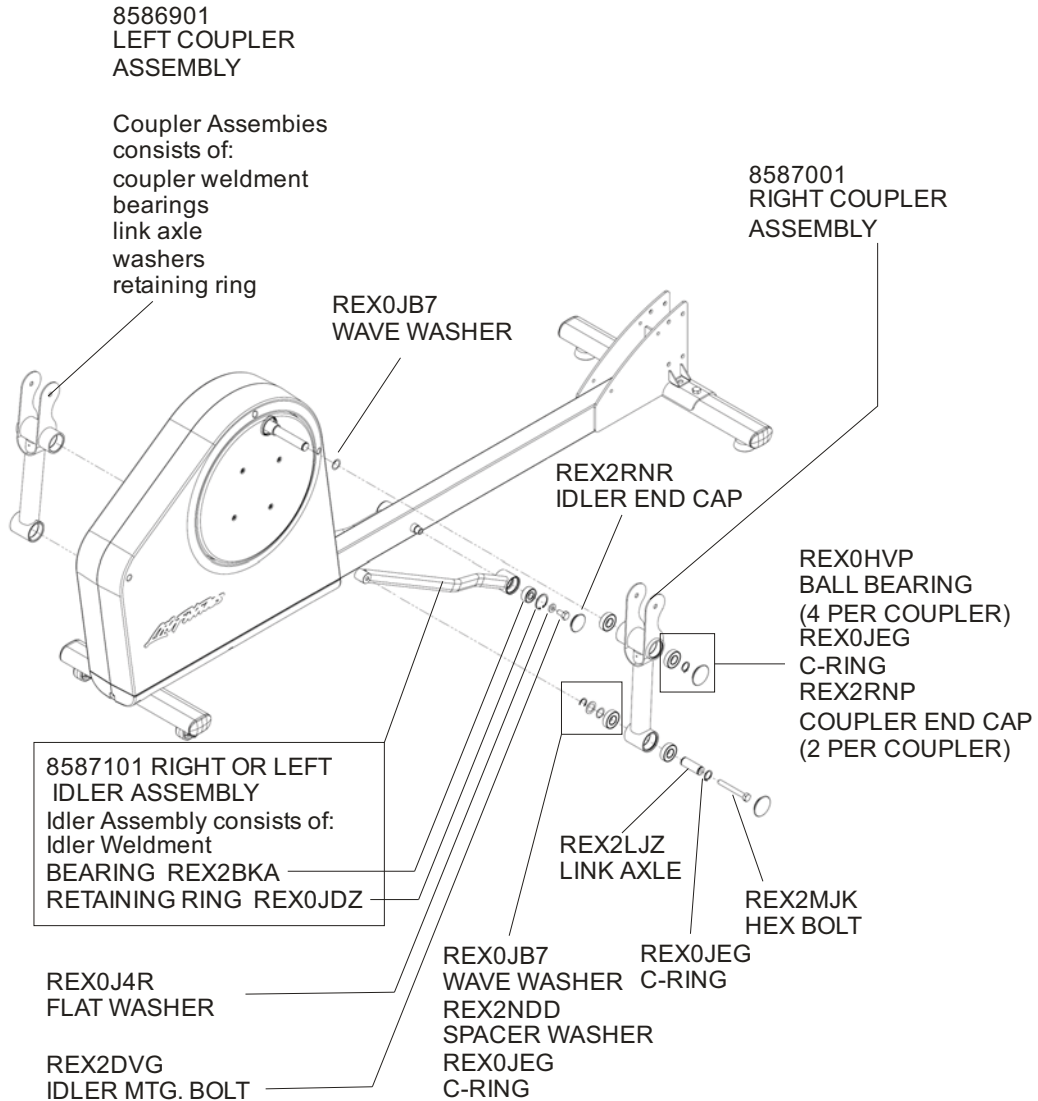 8586901
LEFT COUPLER
ASSEMBLY
Coupler Assembies
consists of:
coupler weldment
bearings
link axle
washers
retaining ring
8587001
RIGHT COUPLER
ASSEMBLY
REX0JB7
WAVE WASHER
REX2RNR
IDLER END CAP
REX0HVP
BALL BEARING
(4 PER COUPLER)
REX0JEG
C-RING
REX2RNP
COUPLER END CAP
(2 PER COUPLER)
8587101 RIGHT OR LEFT
IDLER ASSEMBLY
Idler Assembly consists of:
Idler Weldment
BEARING REX2BKA
RETAINING RING REX0JDZ
REX2LJZ
LINK AXLE
REX2MJK
HEX BOLT
REX0JEG
C-RING
REX0JB7
WAVE WASHER
REX2NDD
SPACER WASHER
REX0JEG
C-RING
REX0J4R
FLAT WASHER
REX2DVG
IDLER MTG. BOLT